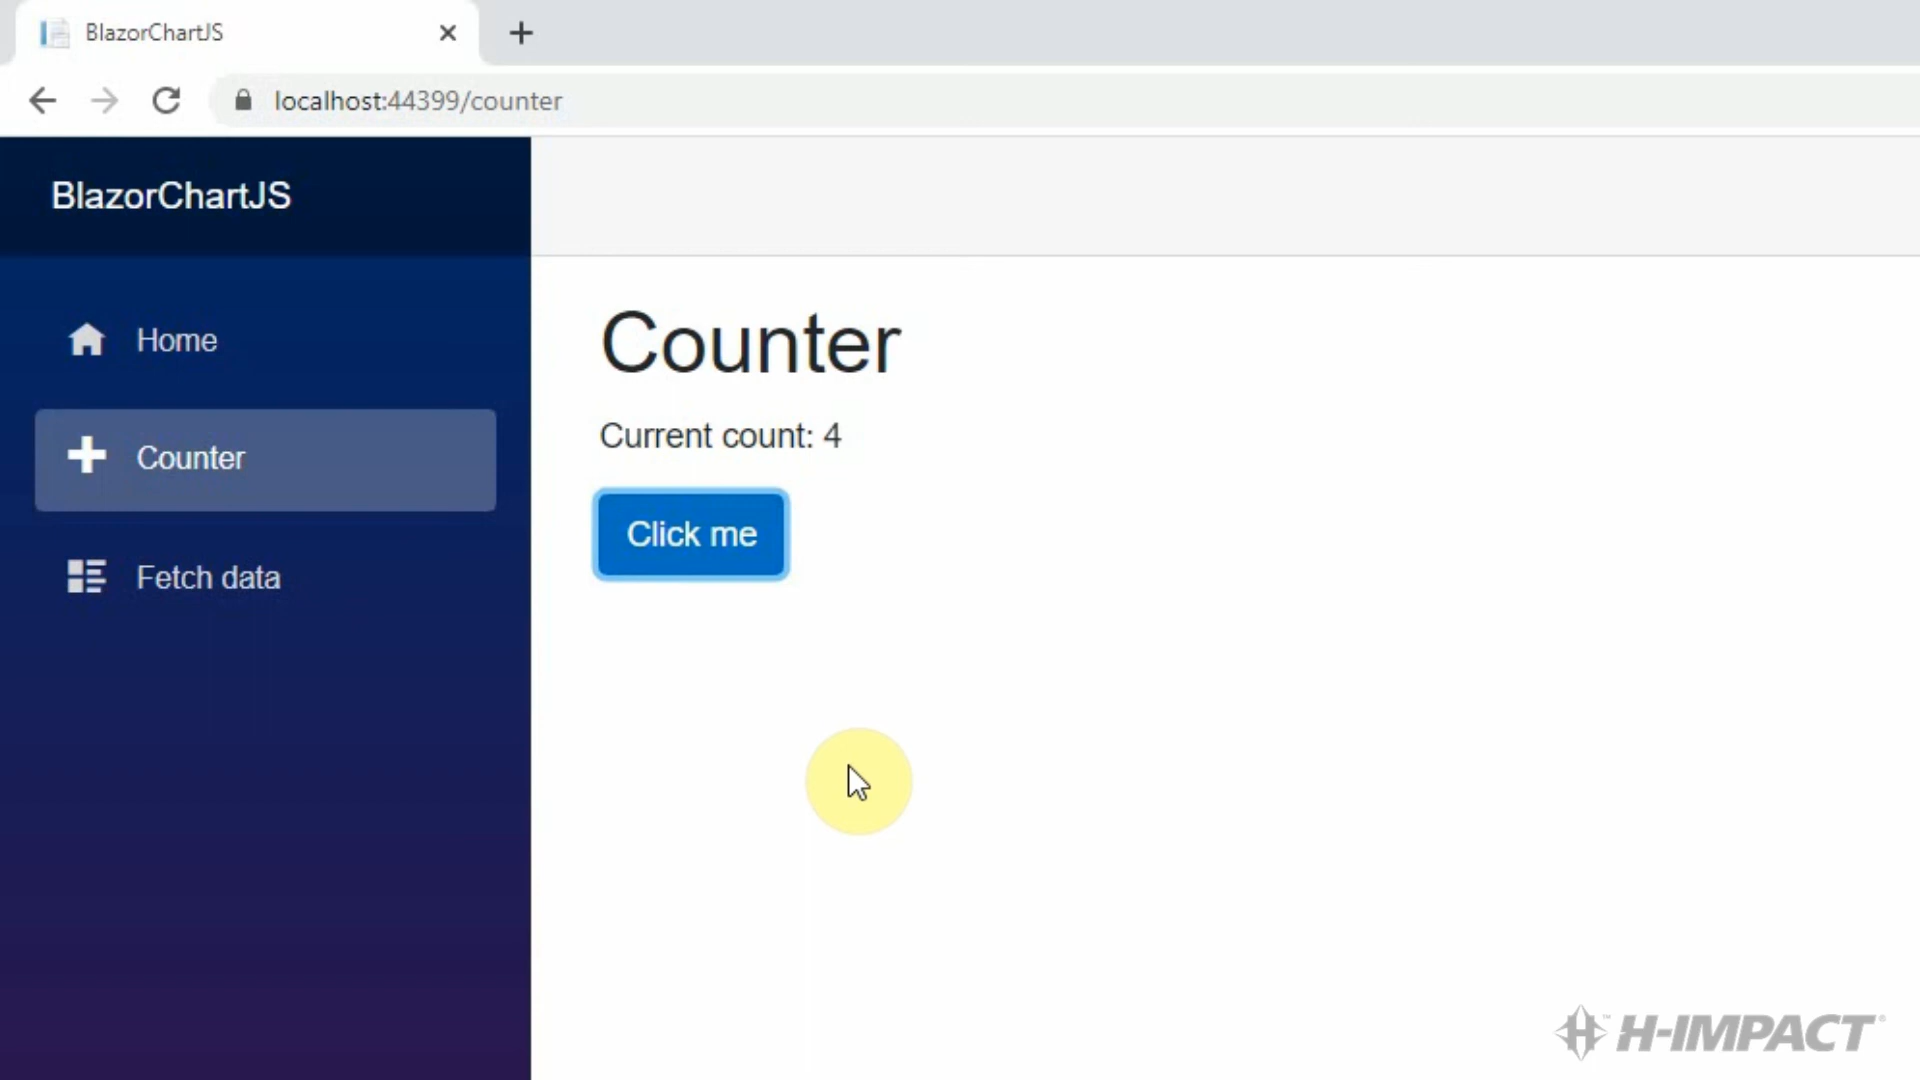 BlazorChartJS
localhost:44399/counter
BlazorChartJS
Home
Counter
Fetch data
Counter
Current count: 4
Click me
H-IMPACT